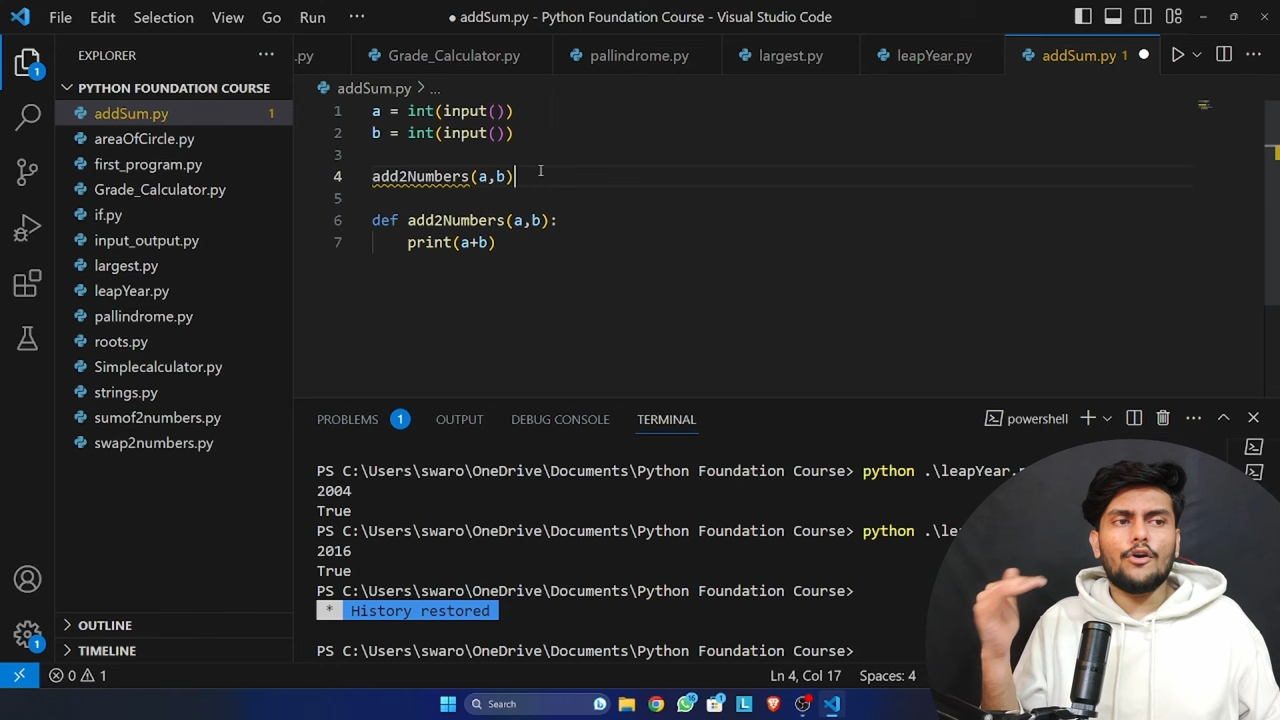 File Edit Selection View Go Run ··· ● addSum.py - Python Foundation Course - Visual Studio Code
EXPLORER ···
.py Grade_Calculator.py pallindrome.py largest.py leapYear.py addSum.py 1 ● ···
1
PYTHON FOUNDATION COURSE
addSum.py 1
areaOfCircle.py
first_program.py
Grade_Calculator.py
if.py
input_output.py
largest.py
leapYear.py
pallindrome.py
roots.py
Simplecalculator.py
strings.py
sumof2numbers.py
swap2numbers.py
OUTLINE
TIMELINE
1
addSum.py > ...
1 a = int(input())
2 b = int(input())
3
4 add2Numbers(a,b)
5
6 def add2Numbers(a,b):
7 print(a+b)
PROBLEMS 1 OUTPUT DEBUG CONSOLE TERMINAL powershell ···
PS C:\Users\swaro\OneDrive\Documents\Python Foundation Course> python .\leapYear.
2004
True
PS C:\Users\swaro\OneDrive\Documents\Python Foundation Course> python .\le
2016
True
PS C:\Users\swaro\OneDrive\Documents\Python Foundation Course>
* History restored
PS C:\Users\swaro\OneDrive\Documents\Python Foundation Course>
0 1 Ln 4, Col 17 Spaces: 4
Search